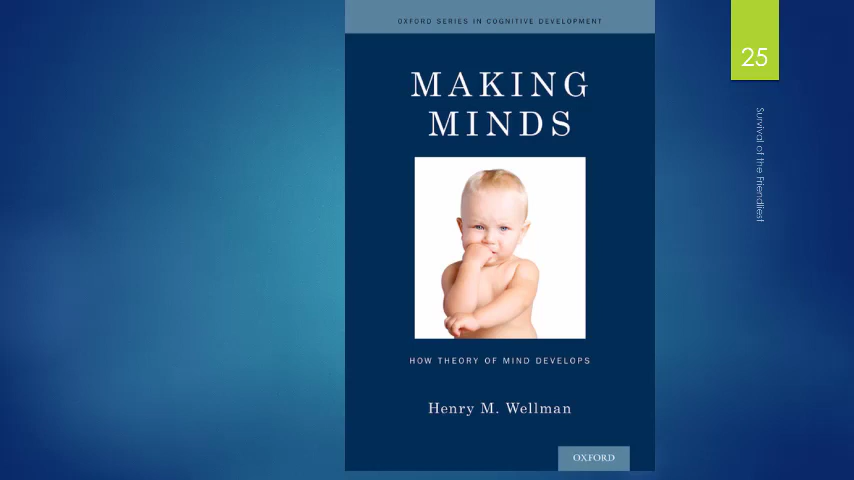 OXFORD SERIES IN COGNITIVE DEVELOPMENT
MAKING
MINDS
HOW THEORY OF MIND DEVELOPS
Henry M. Wellman
OXFORD
25
Survival of the Friendliest